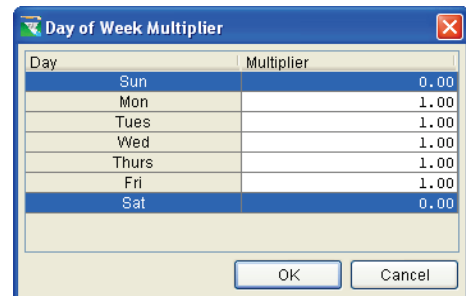 Day of Week Multiplier
Day Multiplier
Sun 0.00
Mon 1.00
Tues 1.00
Wed 1.00
Thurs 1.00
Fri 1.00
Sat 0.00
OK Cancel